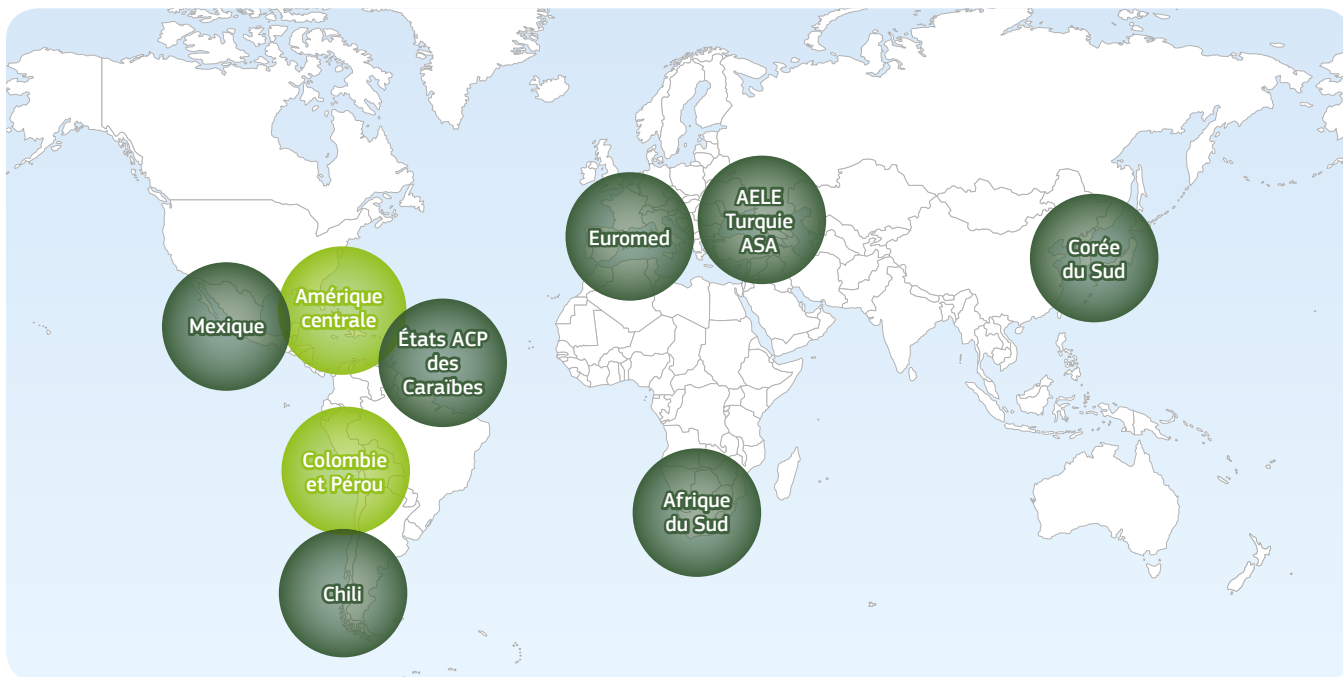 AELE
Turquie
ASA
Euromed
Corée
du Sud
Amérique
centrale
Mexique
États ACP
des
Caraïbes
Colombie
et Pérou
Afrique
du Sud
Chili